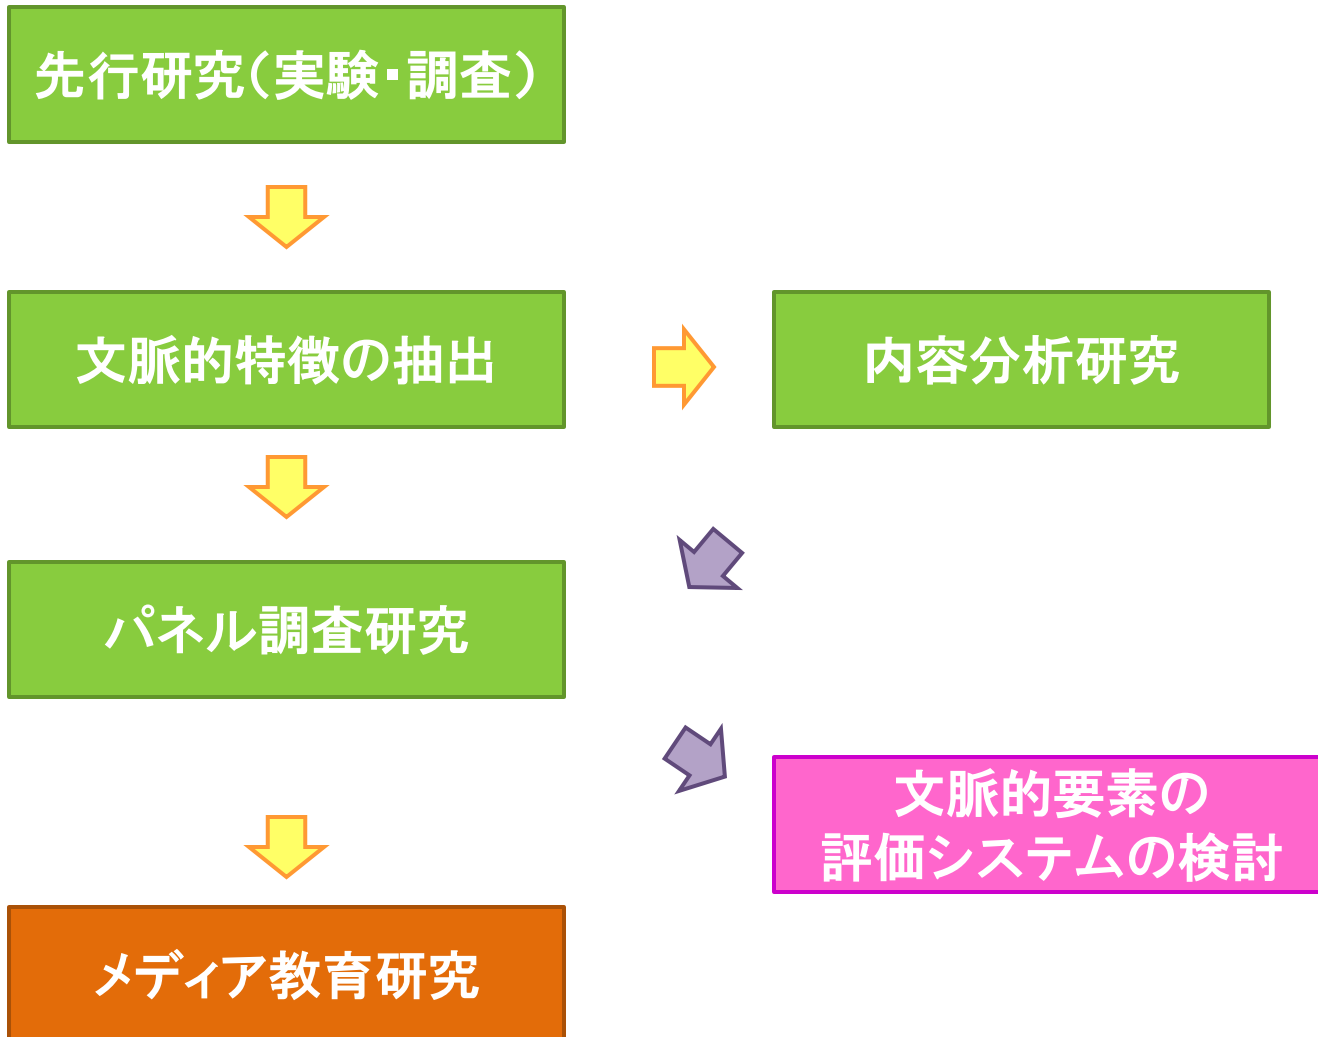 先行研究（実験・調査）
文脈的特徴の抽出
内容分析研究
パネル調査研究
文脈的要素の
評価システムの検討
メディア教育研究